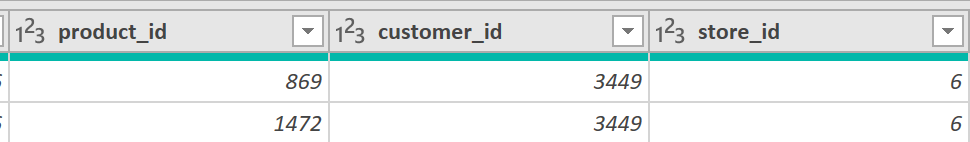 1²3 product_id 1²3 customer_id 1²3 store_id
869 3449 6
1472 3449 6